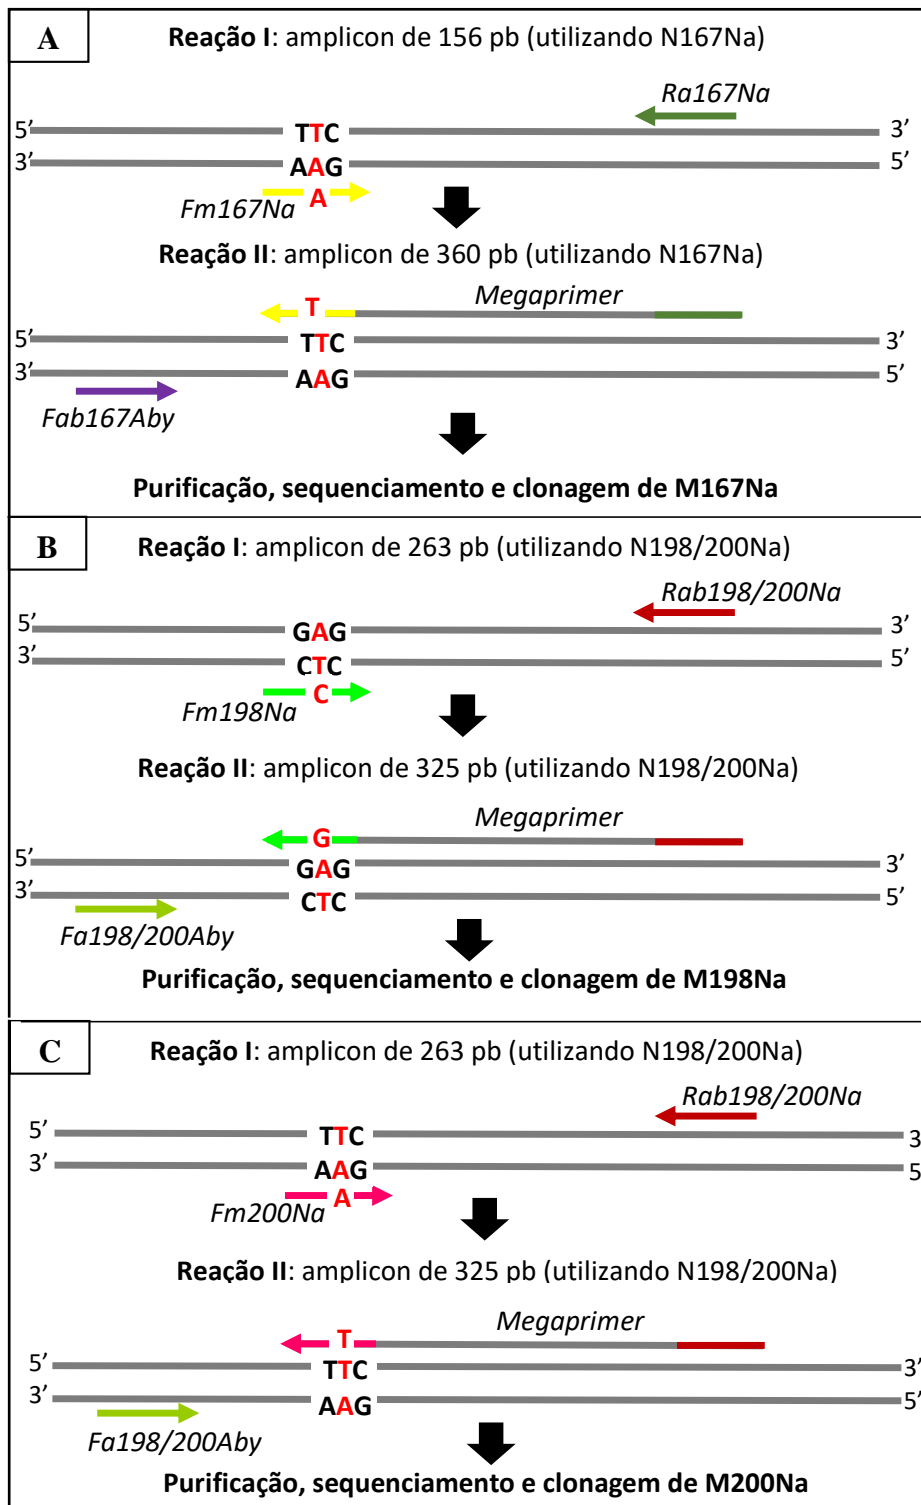 A
Reação I: amplicon de 156 pb (utilizando N167Na)
Ra167Na
5’ TTC 3’
3’ AAG 5’
Fm167Na A
Reação II: amplicon de 360 pb (utilizando N167Na)
T Megaprimer
5’ TTC 3’
3’ AAG 5’
Fab167Aby
Purificação, sequenciamento e clonagem de M167Na
B
Reação I: amplicon de 263 pb (utilizando N198/200Na)
Rab198/200Na
5’ GAG 3’
3’ CTC 5’
Fm198Na C
Reação II: amplicon de 325 pb (utilizando N198/200Na)
G Megaprimer
5’ GAG 3’
3’ CTC 5’
Fa198/200Aby
Purificação, sequenciamento e clonagem de M198Na
C
Reação I: amplicon de 263 pb (utilizando N198/200Na)
Rab198/200Na
5’ TTC 3
3’ AAG 5
Fm200Na A
Reação II: amplicon de 325 pb (utilizando N198/200Na)
T Megaprimer
5’ TTC 3’
3’ AAG 5’
Fa198/200Aby
Purificação, sequenciamento e clonagem de M200Na